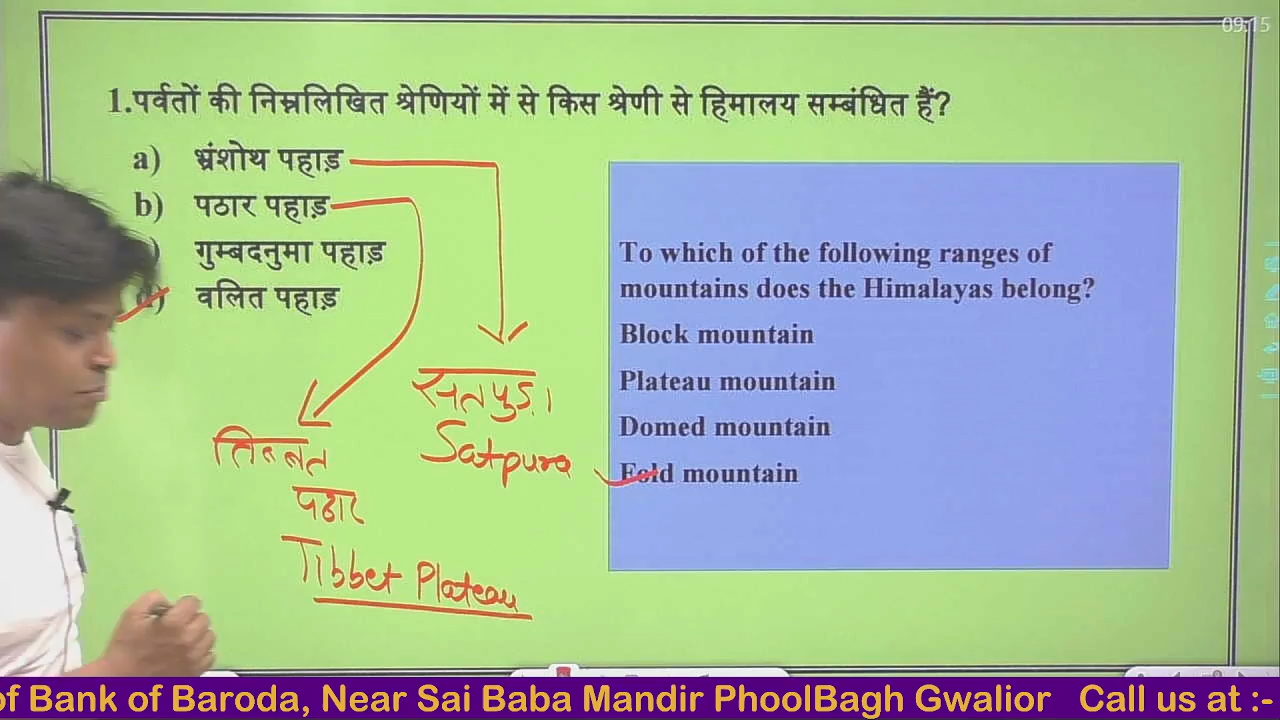 09:15
1.पर्वतों की निम्नलिखित श्रेणियों में से किस श्रेणी से हिमालय सम्बंधित हैं?
a) भ्रंशोथ पहाड़
b) पठार पहाड़
) गुम्बदनुमा पहाड़
d) वलित पहाड़
To which of the following ranges of
mountains does the Himalayas belong?
Block mountain
Plateau mountain
Domed mountain
Fold mountain
सतपुड़ा
Satpura
तिब्बत
पठार
Tibbet Plateau
of Bank of Baroda, Near Sai Baba Mandir PhoolBagh Gwalior Call us at :-